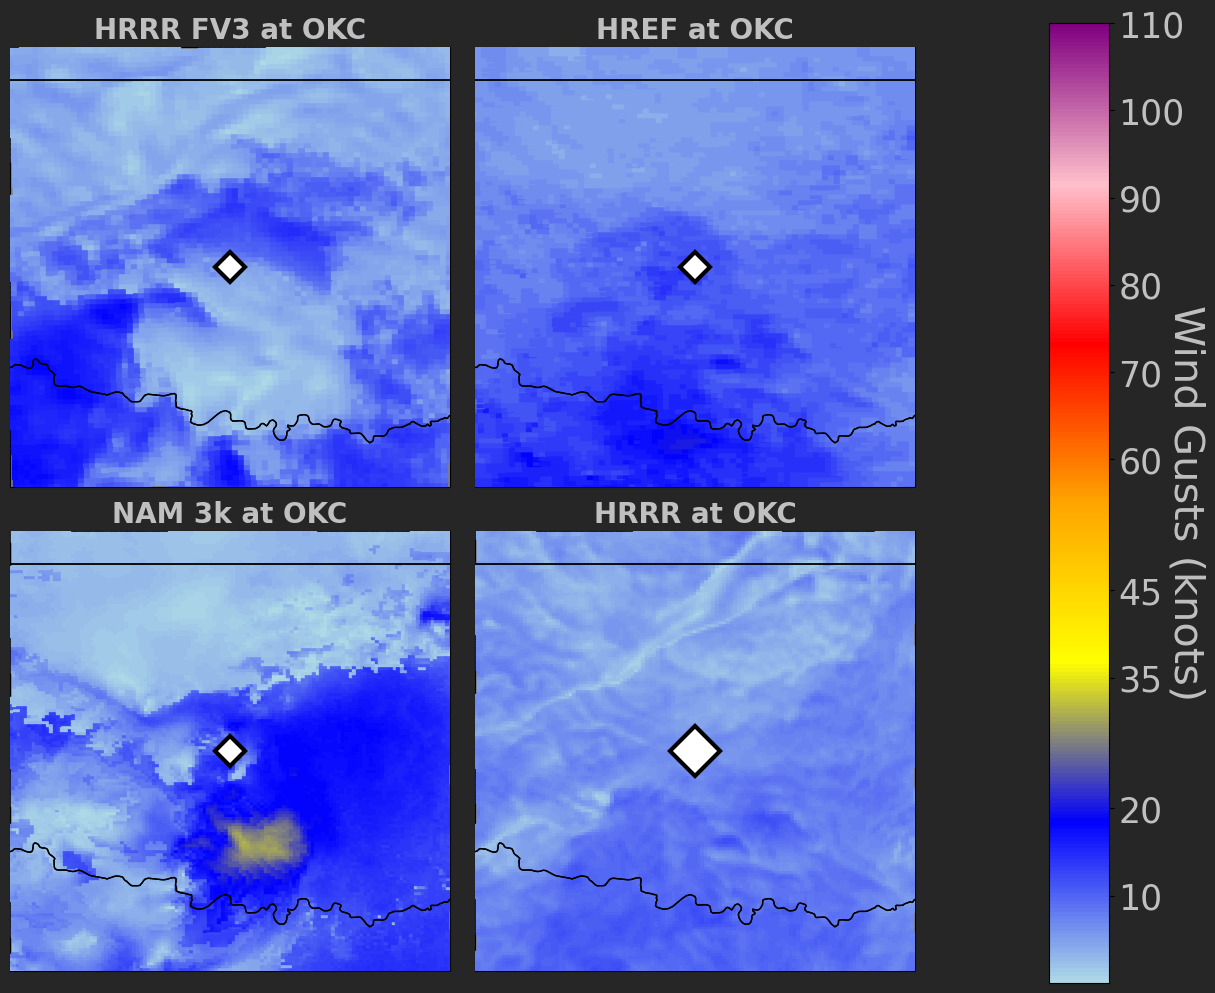 HRRR FV3 at OKC
HREF at OKC
NAM 3k at OKC
HRRR at OKC
110
100
90
80
70
60
45
35
20
10
Wind Gusts (knots)